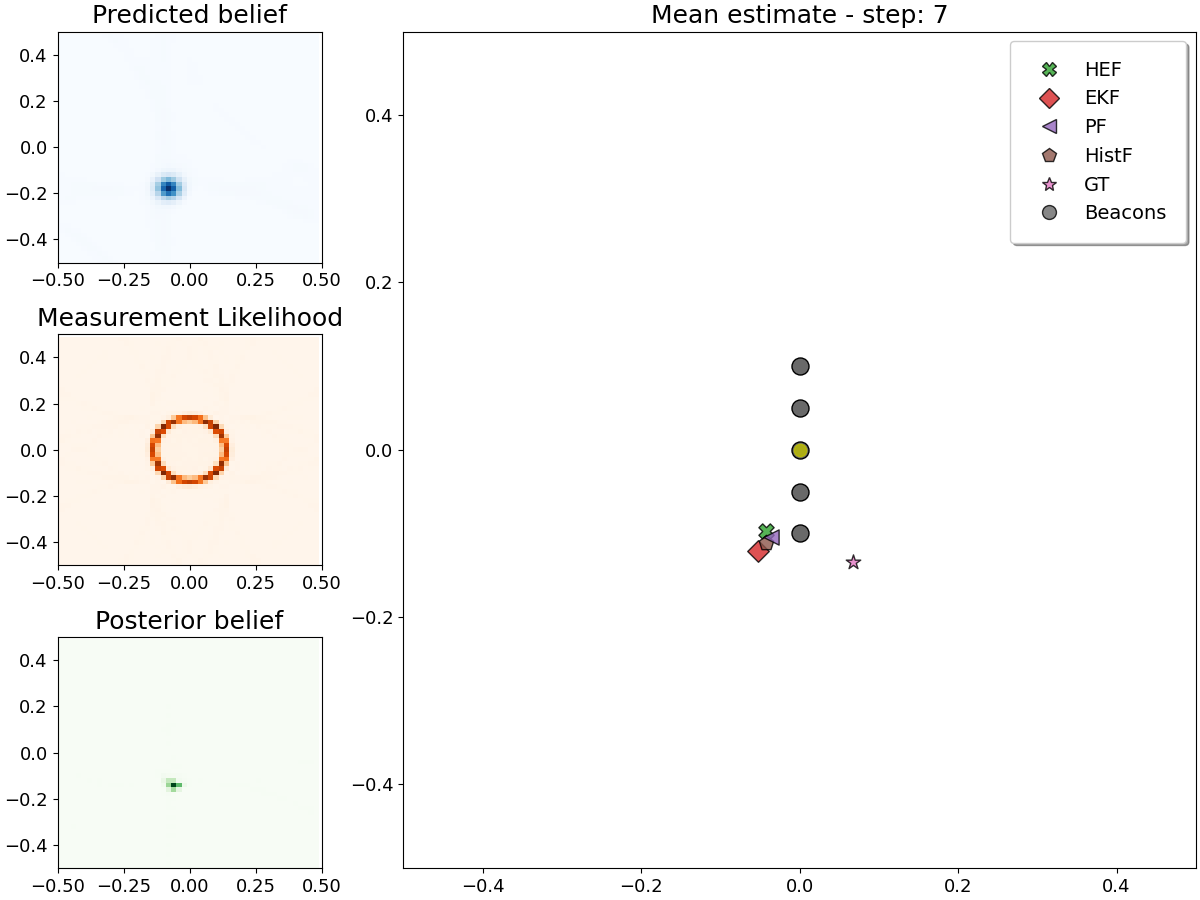 Predicted belief
0.4
0.2
0.0
−0.2
−0.4
−0.50 −0.25 0.00 0.25 0.50
Measurement Likelihood
0.4
0.2
0.0
−0.2
−0.4
−0.50 −0.25 0.00 0.25 0.50
Posterior belief
0.4
0.2
0.0
−0.2
−0.4
−0.50 −0.25 0.00 0.25 0.50
Mean estimate - step: 7
HEF
EKF
PF
HistF
GT
Beacons
0.4
0.2
0.0
−0.2
−0.4
−0.4 −0.2 0.0 0.2 0.4